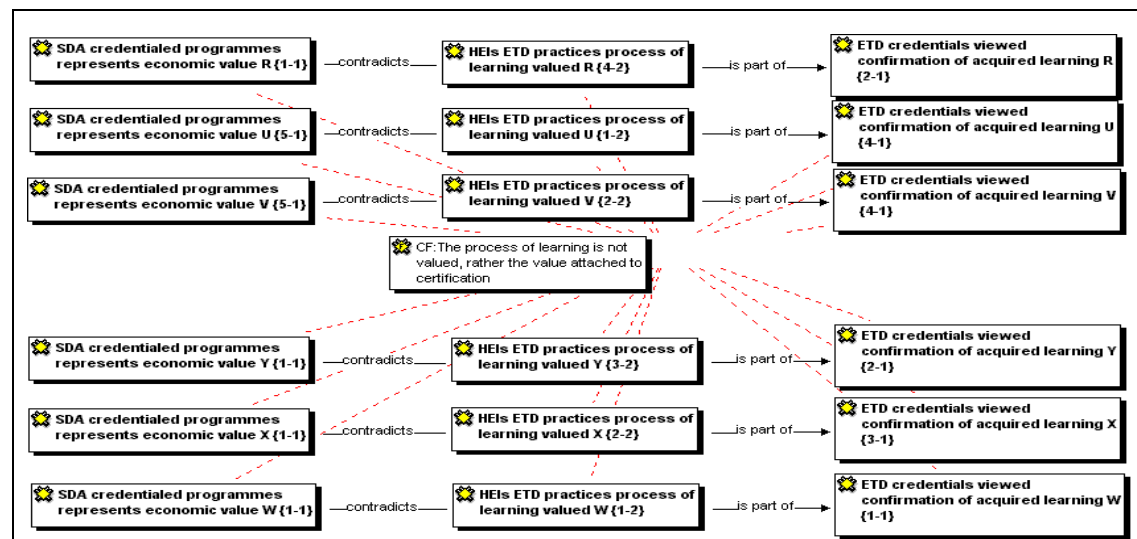 SDA credentialed programmes
represents economic value R {1-1}
contradicts
HEIs ETD practices process of
learning valued R {4-2}
is part of
ETD credentials viewed
confirmation of acquired learning R
{2-1}
SDA credentialed programmes
represents economic value U {5-1}
contradicts
HEIs ETD practices process of
learning valued U {1-2}
is part of
ETD credentials viewed
confirmation of acquired learning U
{4-1}
SDA credentialed programmes
represents economic value V {5-1}
contradicts
HEIs ETD practices process of
learning valued V {2-2}
is part of
ETD credentials viewed
confirmation of acquired learning V
{4-1}
CF:The process of learning is not
valued, rather the value attached to
certification
SDA credentialed programmes
represents economic value Y {1-1}
contradicts
HEIs ETD practices process of
learning valued Y {3-2}
is part of
ETD credentials viewed
confirmation of acquired learning Y
{2-1}
SDA credentialed programmes
represents economic value X {1-1}
contradicts
HEIs ETD practices process of
learning valued X {2-2}
is part of
ETD credentials viewed
confirmation of acquired learning X
{3-1}
SDA credentialed programmes
represents economic value W {1-1}
contradicts
HEIs ETD practices process of
learning valued W {1-2}
is part of
ETD credentials viewed
confirmation of acquired learning W
{1-1}